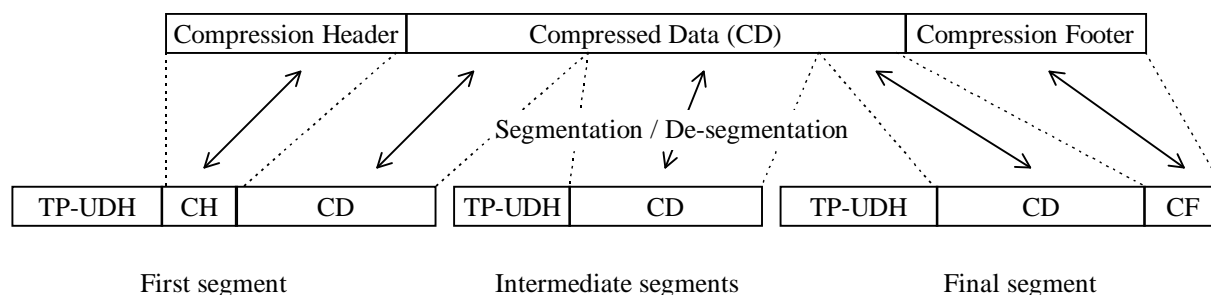 Compression Header Compressed Data (CD) Compression Footer
Segmentation / De-segmentation
TP-UDH CH CD TP-UDH CD TP-UDH CD CF
First segment Intermediate segments Final segment